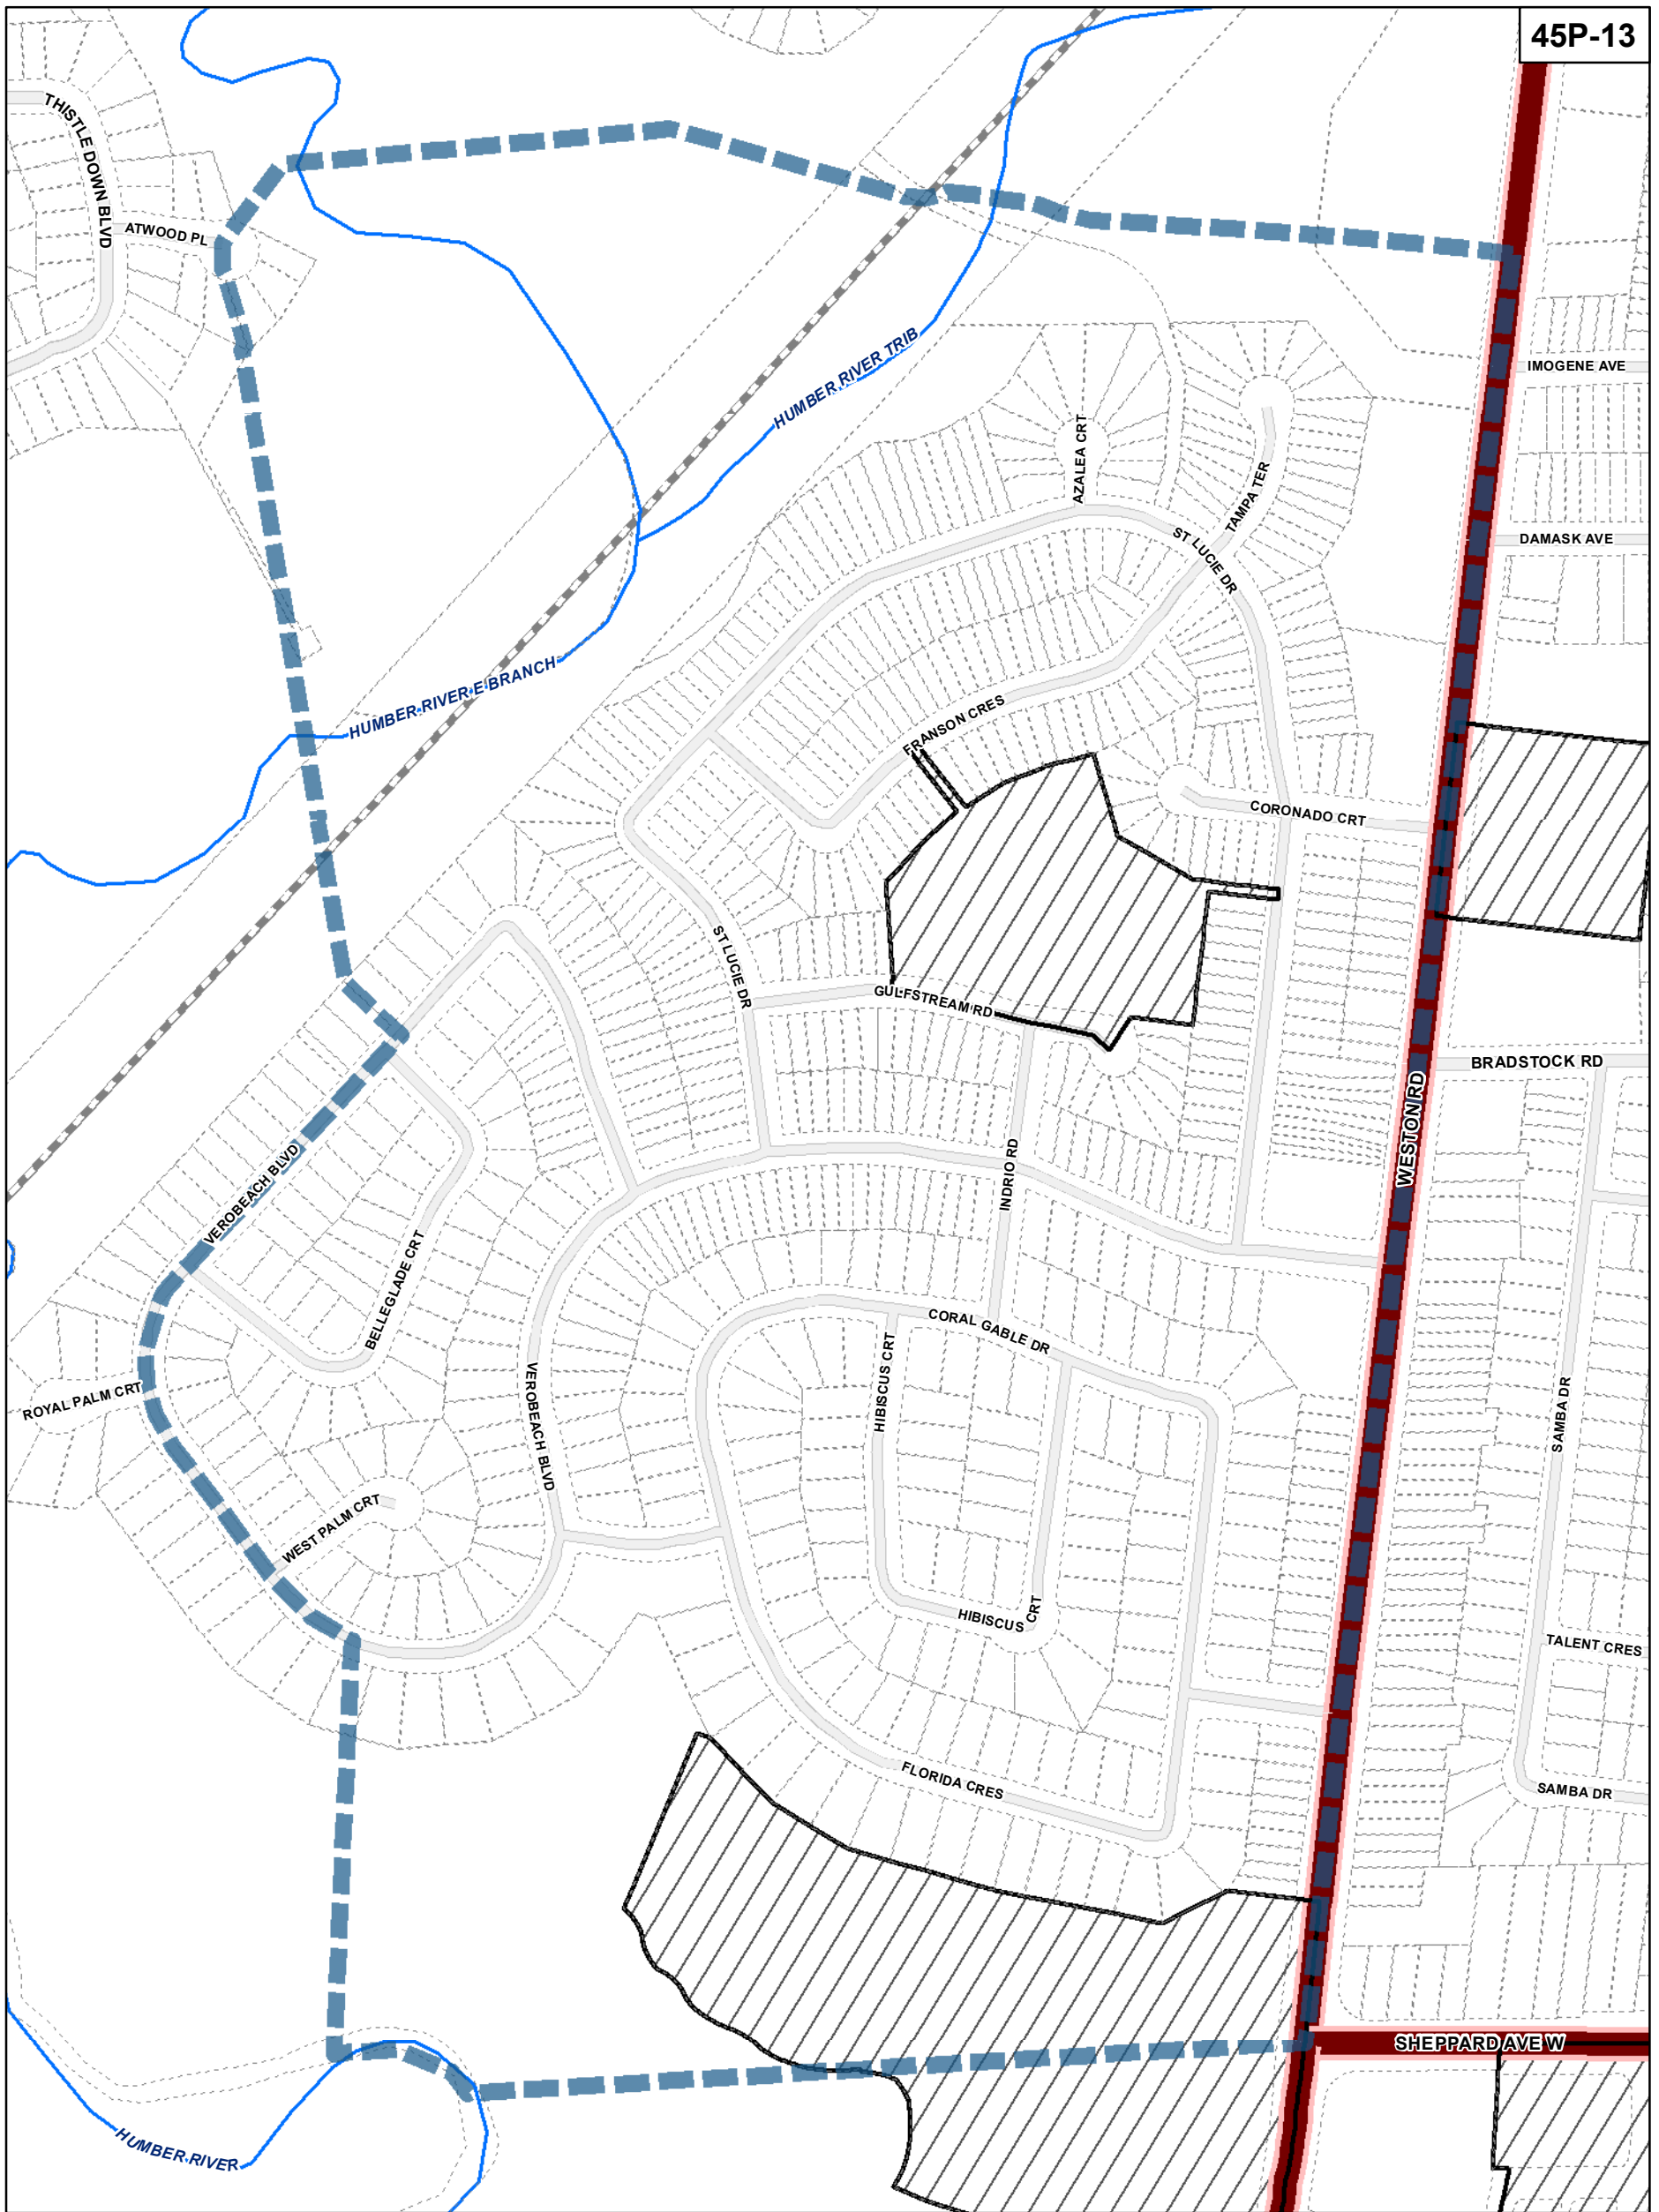 45P-13
THISTLE DOWN BLVD
ATWOOD PL
HUMBER RIVER TRIB
IMOGENE AVE
AZALEA CRT
TAMPA TER
ST LUCIE DR
DAMASK AVE
HUMBER RIVER E BRANCH
FRANSON CRES
CORONADO CRT
ST LUCIE DR
GULFSTREAM RD
BRADSTOCK RD
WESTON RD
VEROBEACH BLVD
INDRIO RD
BELLEGLADE CRT
CORAL GABLE DR
HIBISCUS CRT
ROYAL PALM CRT
VEROBEACH BLVD
SAMBA DR
WEST PALM CRT
HIBISCUS CRT
TALENT CRES
FLORIDA CRES
SAMBA DR
SHEPPARD AVE W
HUMBER RIVER